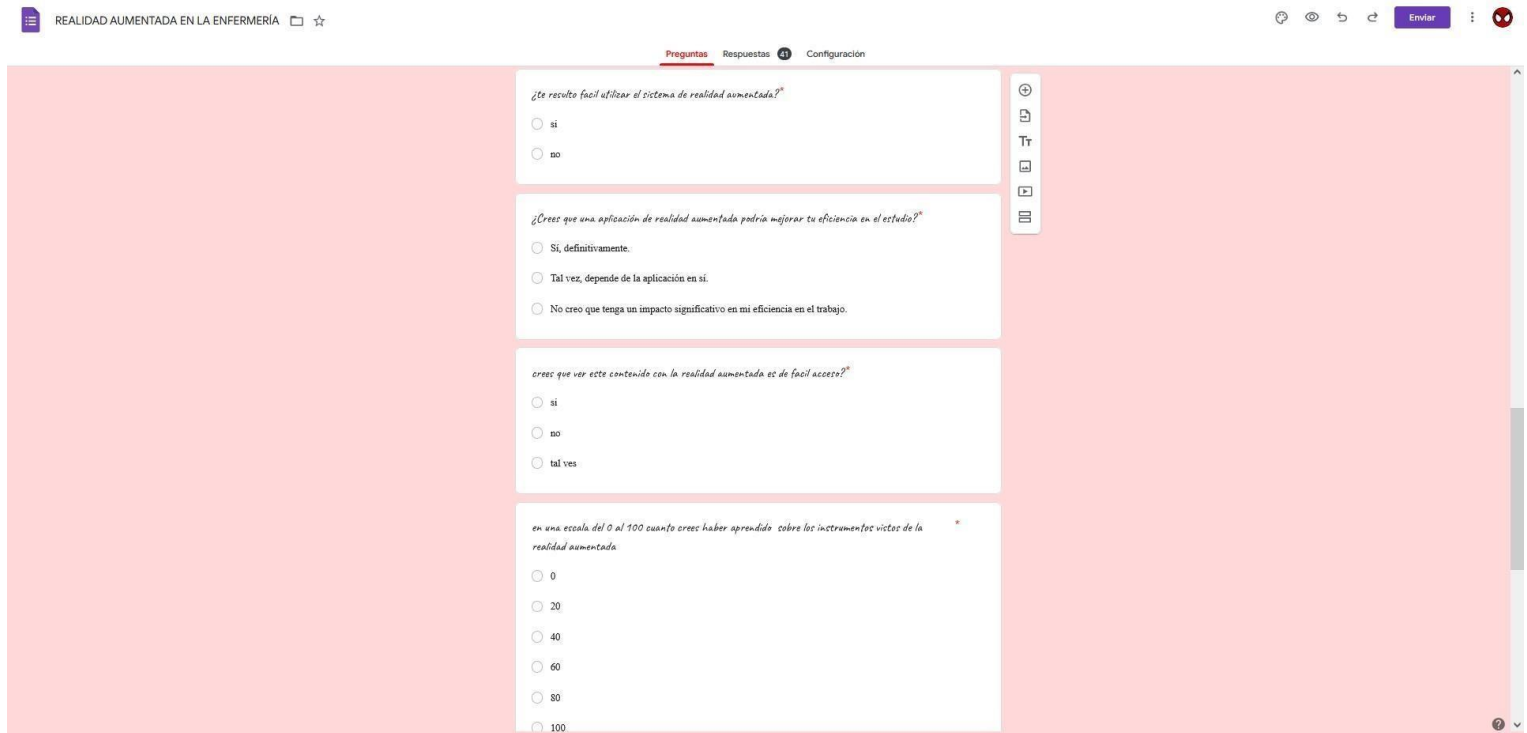 REALIDAD AUMENTADA EN LA ENFERMERÍA
Enviar
Preguntas Respuestas 41 Configuración
¿te resulto facil utilizar el sistema de realidad aumentada?*
si
no
¿Crees que una aplicación de realidad aumentada podría mejorar tu eficiencia en el estudio?*
Sí, definitivamente.
Tal vez, depende de la aplicación en sí.
No creo que tenga un impacto significativo en mi eficiencia en el trabajo.
crees que ver este contenido con la realidad aumentada es de facil acceso?*
si
no
tal ves
en una escala del 0 al 100 cuanto crees haber aprendido sobre los instrumentos vistos de la *
realidad aumentada
0
20
40
60
80
100